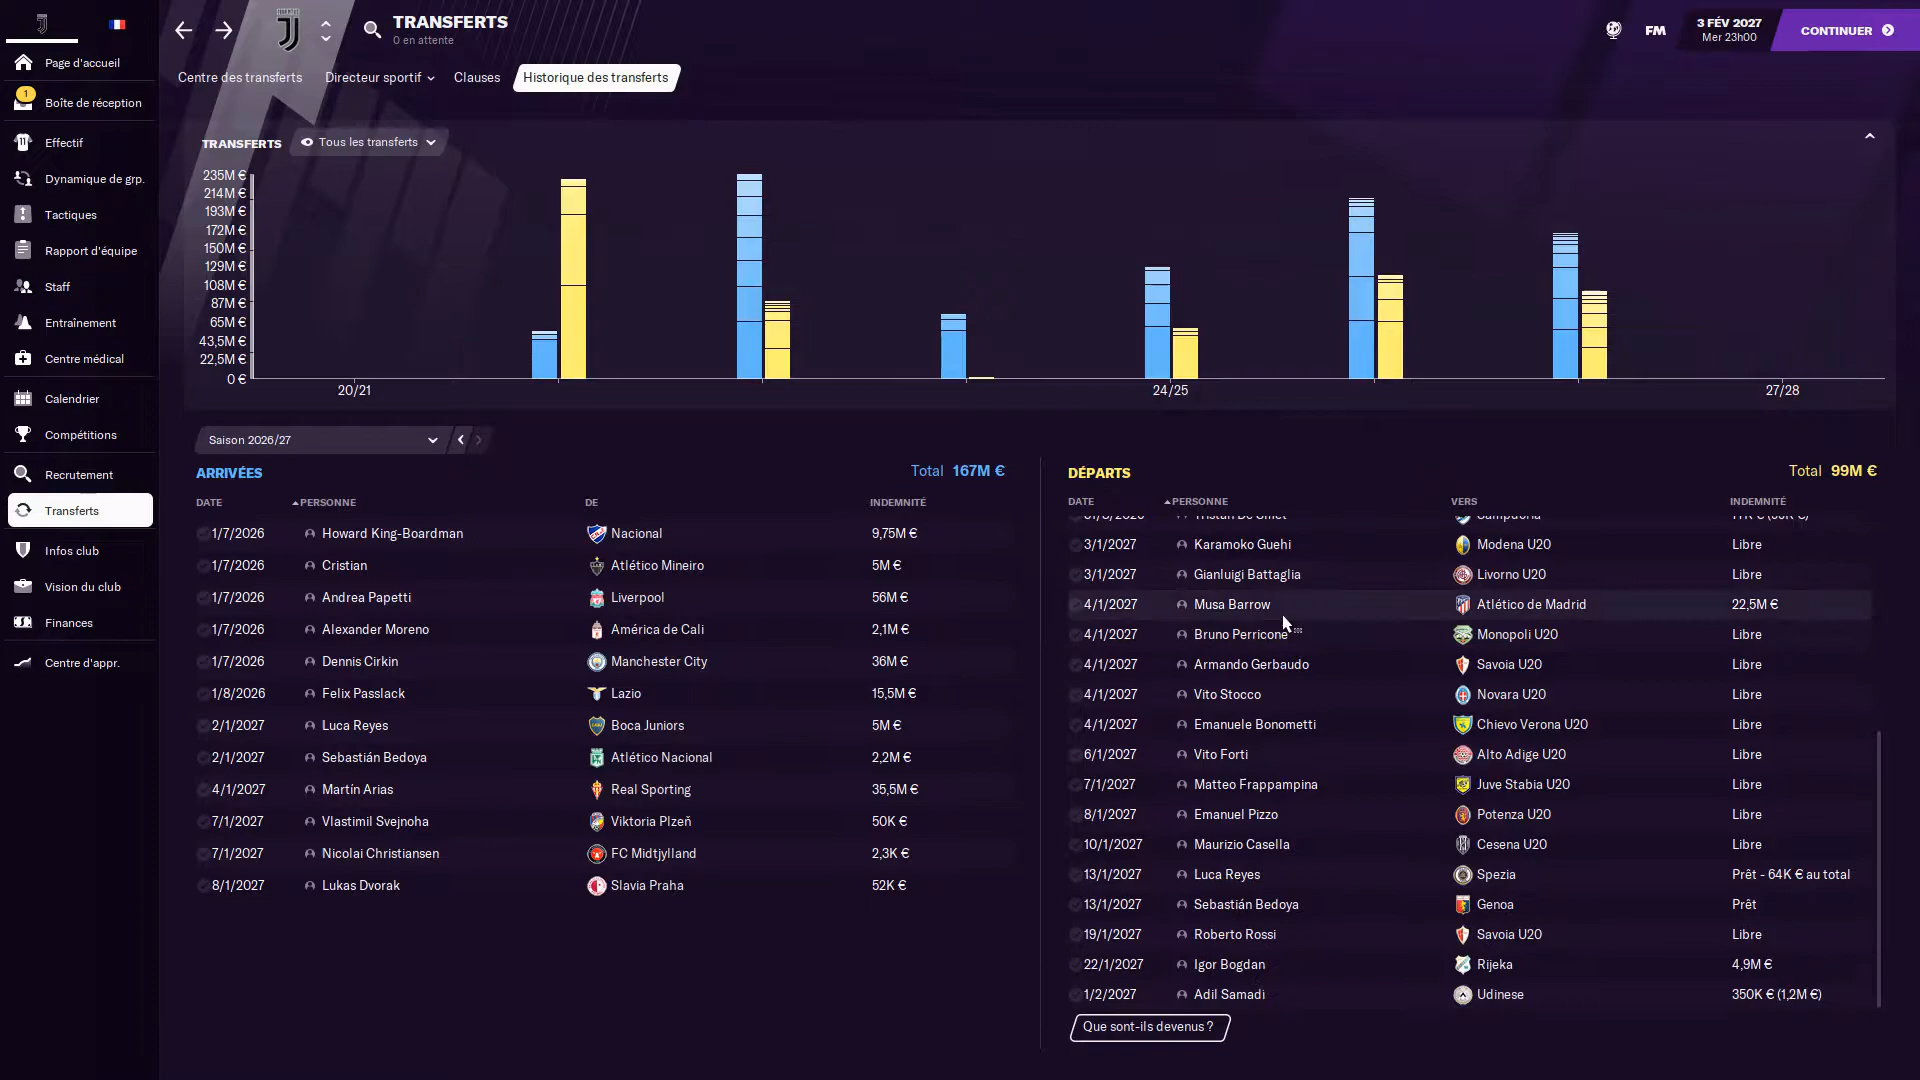 TRANSFERTS
0 en attente
3 FÉV 2027
Mer 23h00
FM
CONTINUER
Centre des transferts
Directeur sportif
Clauses
Historique des transferts
Page d'accueil
1
Boîte de réception
11
Effectif
Dynamique de grp.
Tactiques
Rapport d'équipe
Staff
Entraînement
Centre médical
Calendrier
Compétitions
Recrutement
Transferts
Infos club
Vision du club
Finances
Centre d'appr.
TRANSFERTS
Tous les transferts
235M €
214M €
193M €
172M €
150M €
129M €
108M €
87M €
65M €
43,5M €
22,5M €
0 €
20/21
24/25
27/28
Saison 2026/27
ARRIVÉES
Total 167M €
DATE PERSONNE DE INDEMNITÉ
1/7/2026 Howard King-Boardman Nacional 9,75M €
1/7/2026 Cristian Atlético Mineiro 5M €
1/7/2026 Andrea Papetti Liverpool 56M €
1/7/2026 Alexander Moreno América de Cali 2,1M €
1/7/2026 Dennis Cirkin Manchester City 36M €
1/8/2026 Felix Passlack Lazio 15,5M €
2/1/2027 Luca Reyes Boca Juniors 5M €
2/1/2027 Sebastián Bedoya Atlético Nacional 2,2M €
4/1/2027 Martín Arias Real Sporting 35,5M €
7/1/2027 Vlastimil Svejnoha Viktoria Plzeň 50K €
7/1/2027 Nicolai Christiansen FC Midtjylland 2,3K €
8/1/2027 Lukas Dvorak Slavia Praha 52K €
DÉPARTS
Total 99M €
DATE PERSONNE VERS INDEMNITÉ
3/1/2027 Karamoko Guehi Modena U20 Libre
3/1/2027 Gianluigi Battaglia Livorno U20 Libre
4/1/2027 Musa Barrow Atlético de Madrid 22,5M €
4/1/2027 Bruno Perricone Monopoli U20 Libre
4/1/2027 Armando Gerbaudo Savoia U20 Libre
4/1/2027 Vito Stocco Novara U20 Libre
4/1/2027 Emanuele Bonometti Chievo Verona U20 Libre
6/1/2027 Vito Forti Alto Adige U20 Libre
7/1/2027 Matteo Frappampina Juve Stabia U20 Libre
8/1/2027 Emanuel Pizzo Potenza U20 Libre
10/1/2027 Maurizio Casella Cesena U20 Libre
13/1/2027 Luca Reyes Spezia Prêt - 64K € au total
13/1/2027 Sebastián Bedoya Genoa Prêt
19/1/2027 Roberto Rossi Savoia U20 Libre
22/1/2027 Igor Bogdan Rijeka 4,9M €
1/2/2027 Adil Samadi Udinese 350K € (1,2M €)
Que sont-ils devenus ?